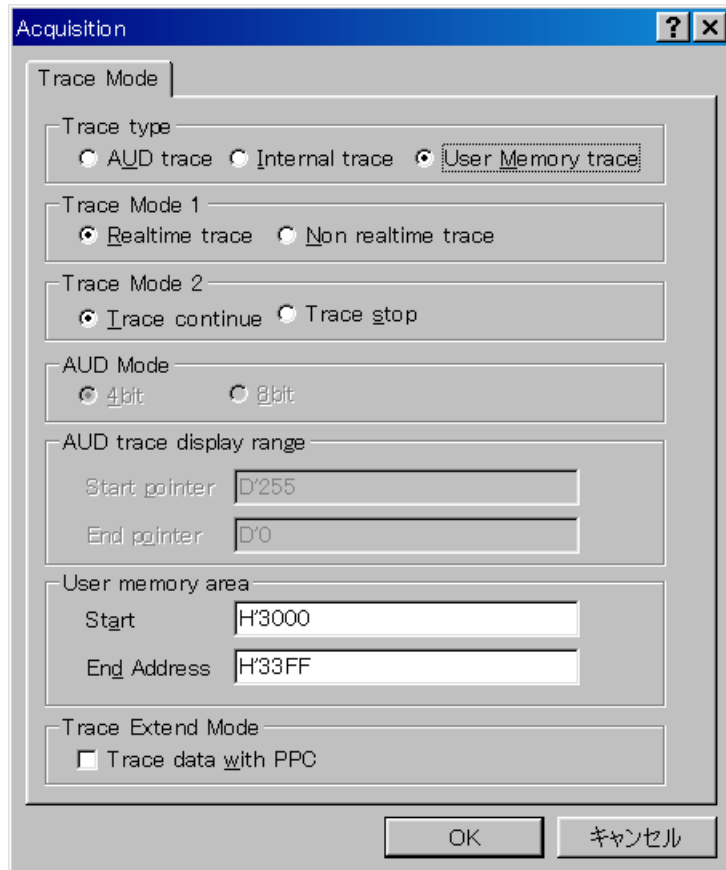 Acquisition
Trace Mode
Trace type
AUD trace Internal trace User Memory trace
Trace Mode 1
Realtime trace Non realtime trace
Trace Mode 2
Trace continue Trace stop
AUD Mode
4bit 8bit
AUD trace display range
Start pointer D'255
End pointer D'0
User memory area
Start H'3000
End Address H'33FF
Trace Extend Mode
Trace data with PPC
OK キャンセル